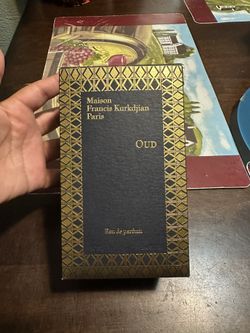 Maison
Francis Kurkdjian
Paris
OUD
Eau de parfum